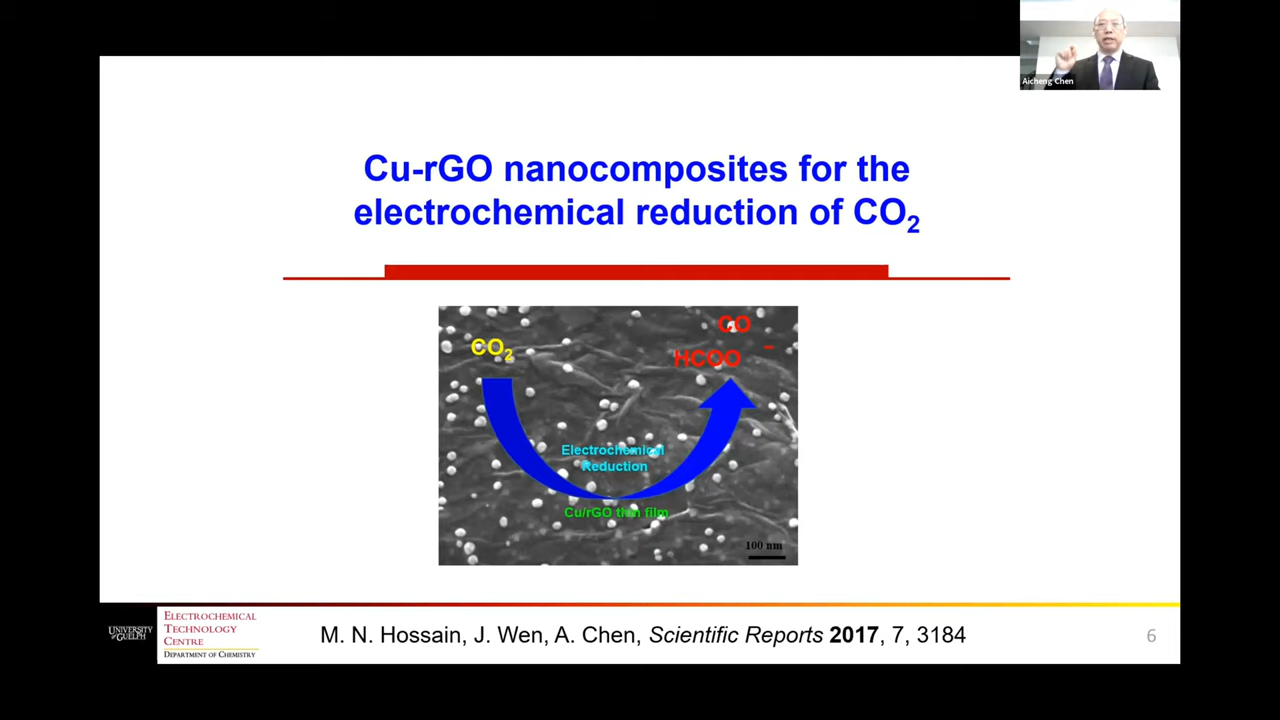 Aicheng Chen
Cu-rGO nanocomposites for the
electrochemical reduction of CO₂
CO
CO₂
HCOO⁻
Electrochemical
Reduction
Cu/rGO thin film
100 nm
UNIVERSITY
OF GUELPH
ELECTROCHEMICAL
TECHNOLOGY
CENTRE
DEPARTMENT OF CHEMISTRY
M. N. Hossain, J. Wen, A. Chen, Scientific Reports 2017, 7, 3184
6